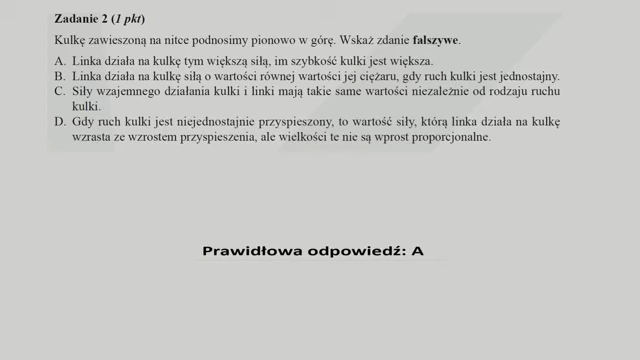 Zadanie 2 (1 pkt)
Kulkę zawieszoną na nitce podnosimy pionowo w górę. Wskaż zdanie fałszywe.
A. Linka działa na kulkę tym większą siłą, im szybkość kulki jest większa.
B. Linka działa na kulkę siłą o wartości równej wartości jej ciężaru, gdy ruch kulki jest jednostajny.
C. Siły wzajemnego działania kulki i linki mają takie same wartości niezależnie od rodzaju ruchu
kulki.
D. Gdy ruch kulki jest niejednostajnie przyspieszony, to wartość siły, którą linka działa na kulkę
wzrasta ze wzrostem przyspieszenia, ale wielkości te nie są wprost proporcjonalne.
Prawidłowa odpowiedź: A